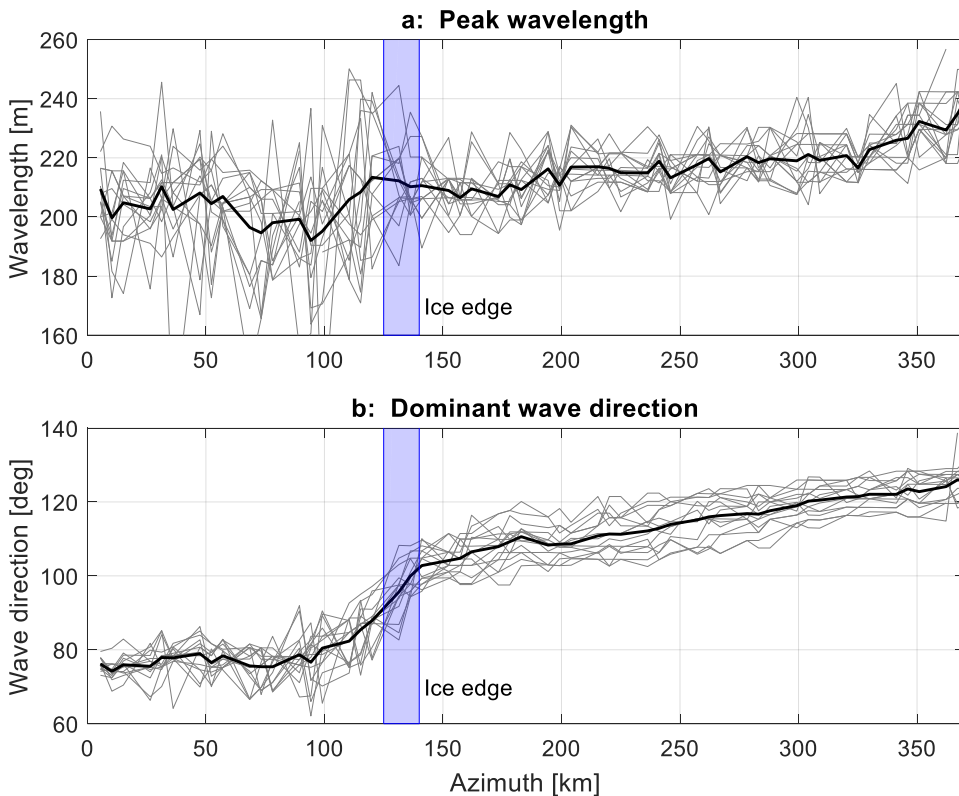 a:  Peak wavelength
260
240
220
200
180
160
Wavelength [m]
Ice edge
0 50 100 150 200 250 300 350
b:  Dominant wave direction
140
120
100
80
60
Wave direction [deg]
Ice edge
0 50 100 150 200 250 300 350
Azimuth [km]